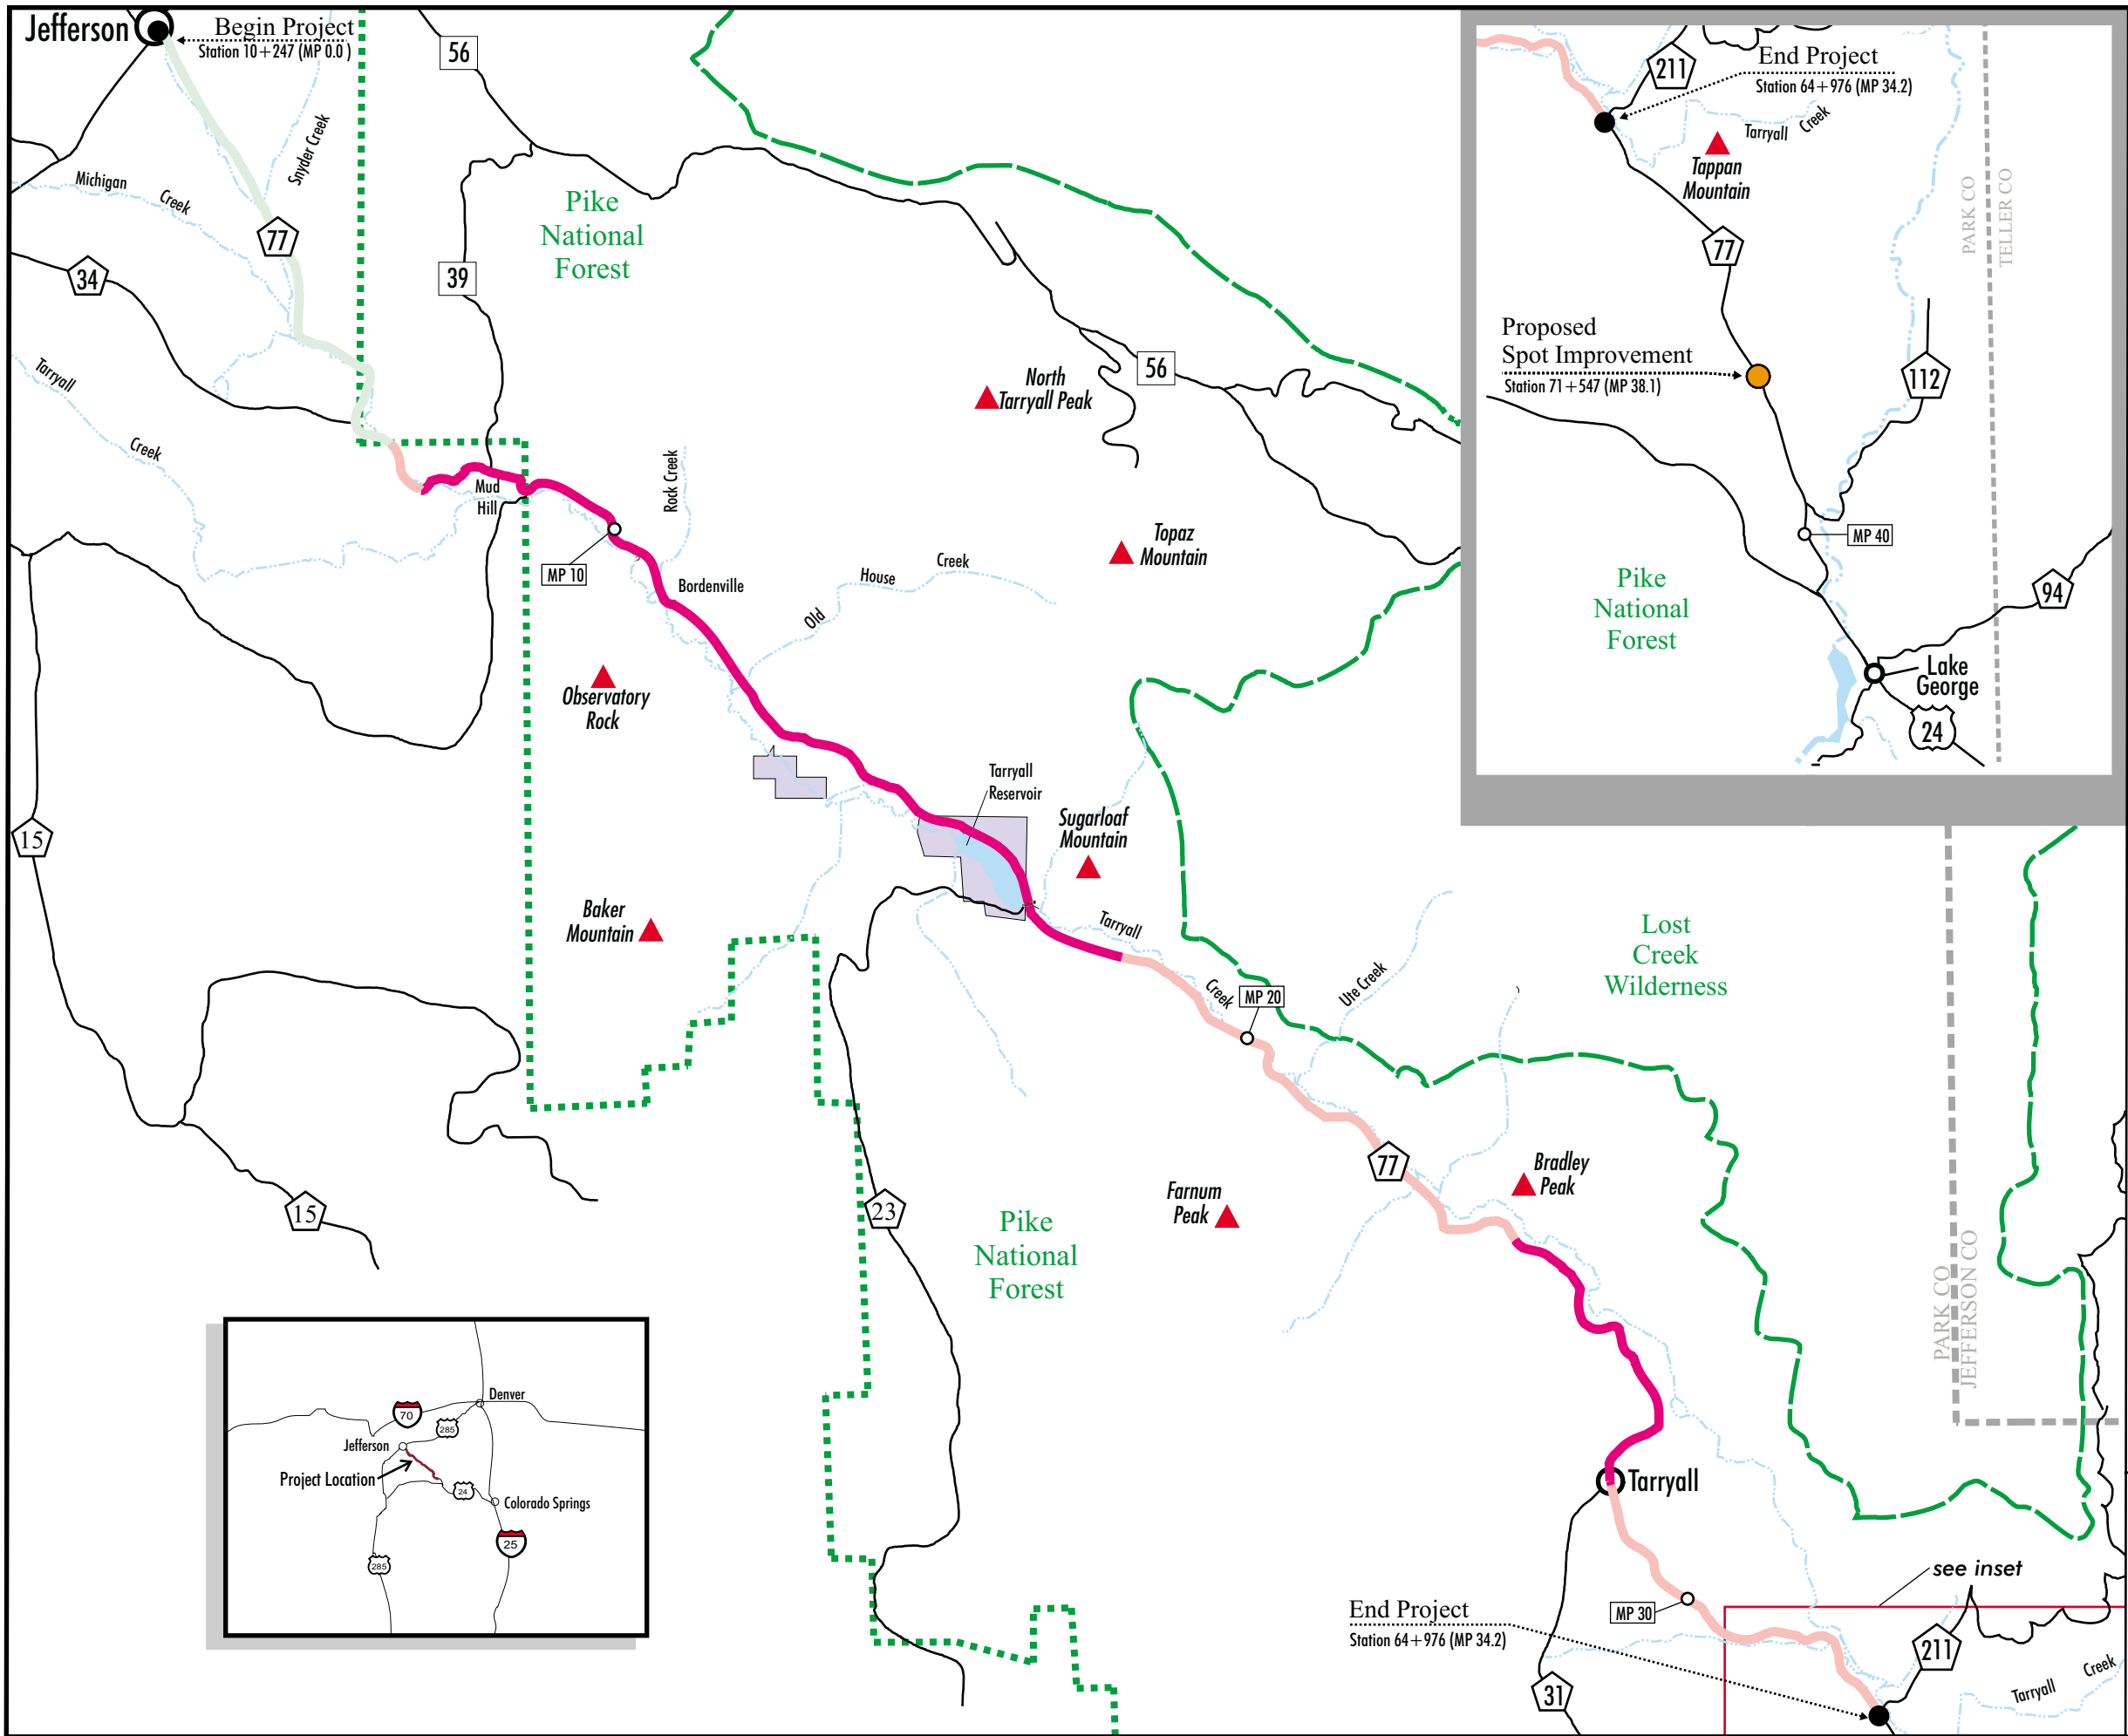 Jefferson
Begin Project
Station 10+247 (MP 0.0 )
56
Snyder Creek
Michigan
Creek
77
34
39
Pike
National
Forest
Tarryall
Creek
North
Tarryall Peak
56
Mud
Hill
Rock Creek
MP 10
Bordenville
Topaz
Mountain
Old
House
Creek
Observatory
Rock
Tarryall
Reservoir
Sugarloaf
Mountain
15
Baker
Mountain
Tarryall
Creek
MP 20
Ute Creek
Lost
Creek
Wilderness
77
Bradley
Peak
Farnum
Peak
23
15
Pike
National
Forest
PARK CO
JEFFERSON CO
Tarryall
see inset
MP 30
End Project
Station 64+976 (MP 34.2)
211
31
Tarryall
Creek
211
End Project
Station 64+976 (MP 34.2)
Tarryall
Creek
Tappan
Mountain
PARK CO
TELLER CO
77
Proposed
Spot Improvement
Station 71+547 (MP 38.1)
112
MP 40
Pike
National
Forest
94
Lake
George
24
Denver
70
285
Jefferson
Project Location
24
Colorado Springs
25
285